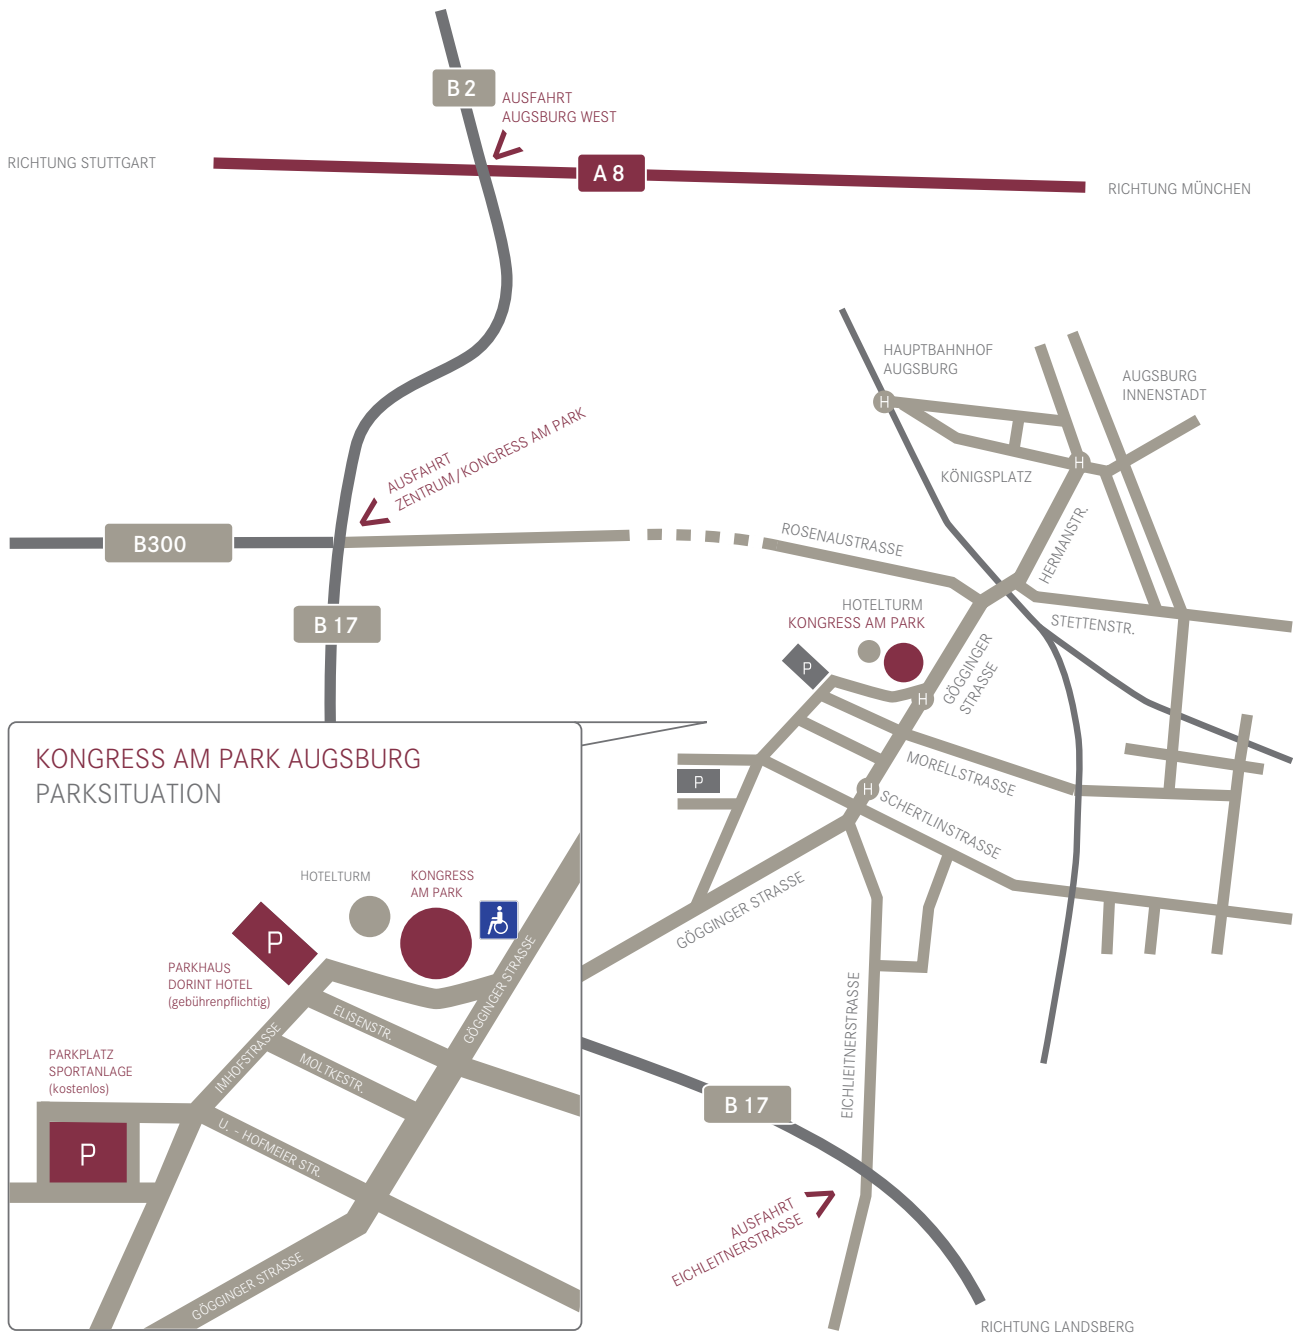 B 2
AUSFAHRT
AUGSBURG WEST
RICHTUNG STUTTGART
A 8
RICHTUNG MÜNCHEN
HAUPTBAHNHOF
AUGSBURG
H
AUGSBURG
INNENSTADT
H
KÖNIGSPLATZ
AUSFAHRT
ZENTRUM/KONGRESS AM PARK
B300
ROSENAUSTRASSE
HERMANSTR.
B 17
HOTELTURM
KONGRESS AM PARK
STETTENSTR.
P
GÖGGINGER
STRASSE
H
MORELLSTRASSE
P
H
SCHERTLINSTRASSE
GÖGGINGER STRASSE
EICHLIEITNERSTRASSE
B 17
AUSFAHRT
EICHLEITNERSTRASSE
RICHTUNG LANDSBERG
KONGRESS AM PARK AUGSBURG
PARKSITUATION
HOTELTURM
KONGRESS
AM PARK
P
PARKHAUS
DORINT HOTEL
(gebührenpflichtig)
GÖGGINGER STRASSE
ELISENSTR.
IMHOFSTRASSE
MOLTKESTR.
PARKPLATZ
SPORTANLAGE
(kostenlos)
P
U. - HOFMEIER STR.
GÖGGINGER STRASSE